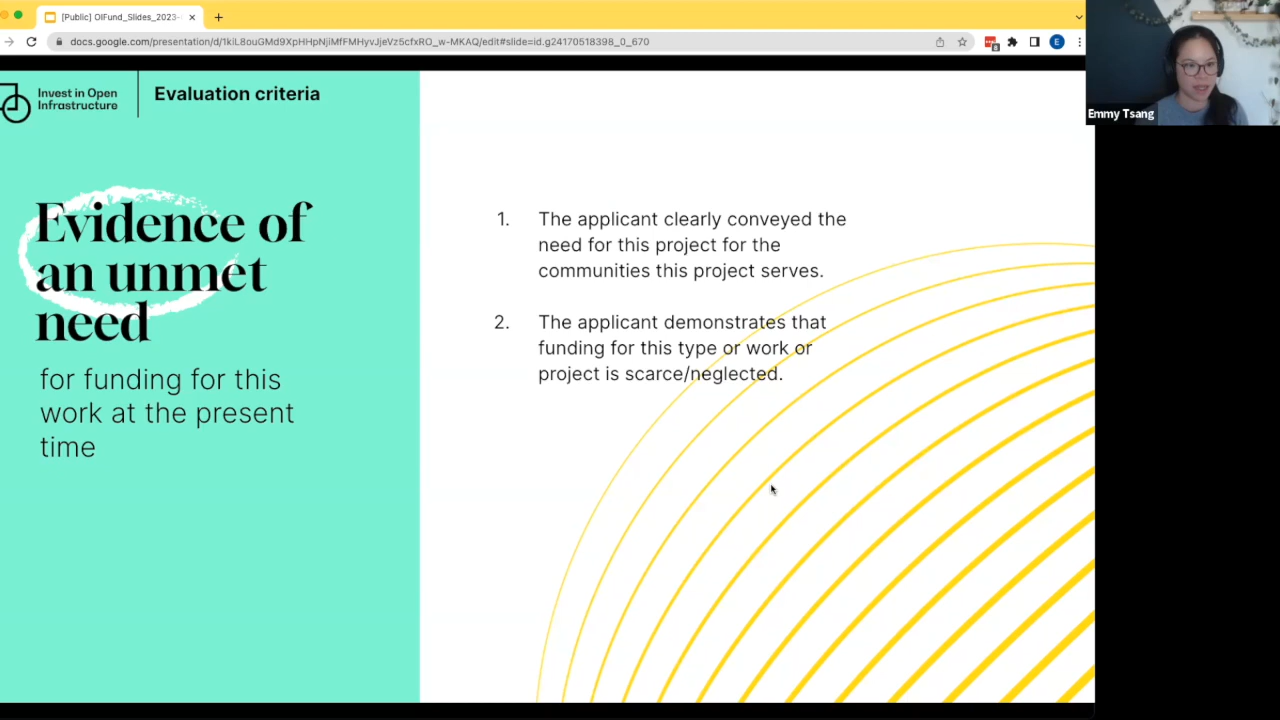 [Public] OIFund_Slides_2023-
docs.google.com/presentation/d/1kiL8ouGMd9XpHHpNjiMfFMHyvJjeVz5cfxRO_w-MKAQ/edit#slide=id.g24170518398_0_670
E
Emmy Tsang
Invest in Open
Infrastructure
Evaluation criteria
Evidence of
an unmet
need
for funding for this
work at the present
time
1. The applicant clearly conveyed the
need for this project for the
communities this project serves.
2. The applicant demonstrates that
funding for this type or work or
project is scarce/neglected.